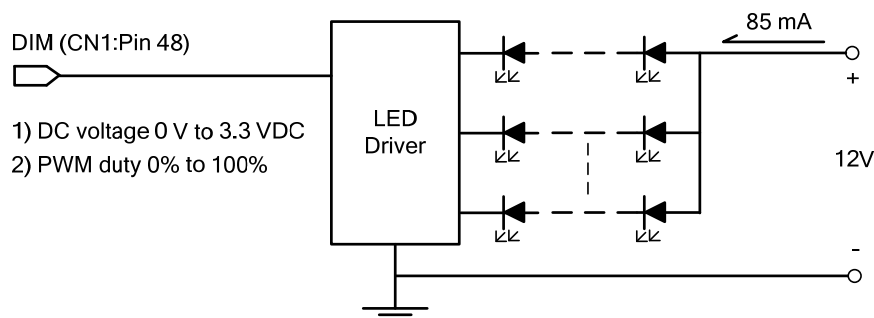 85 mA
DIM (CN1:Pin 48)
+
LED
Driver
1) DC voltage 0 V to 3.3 VDC
2) PWM duty 0% to 100%
12V
-